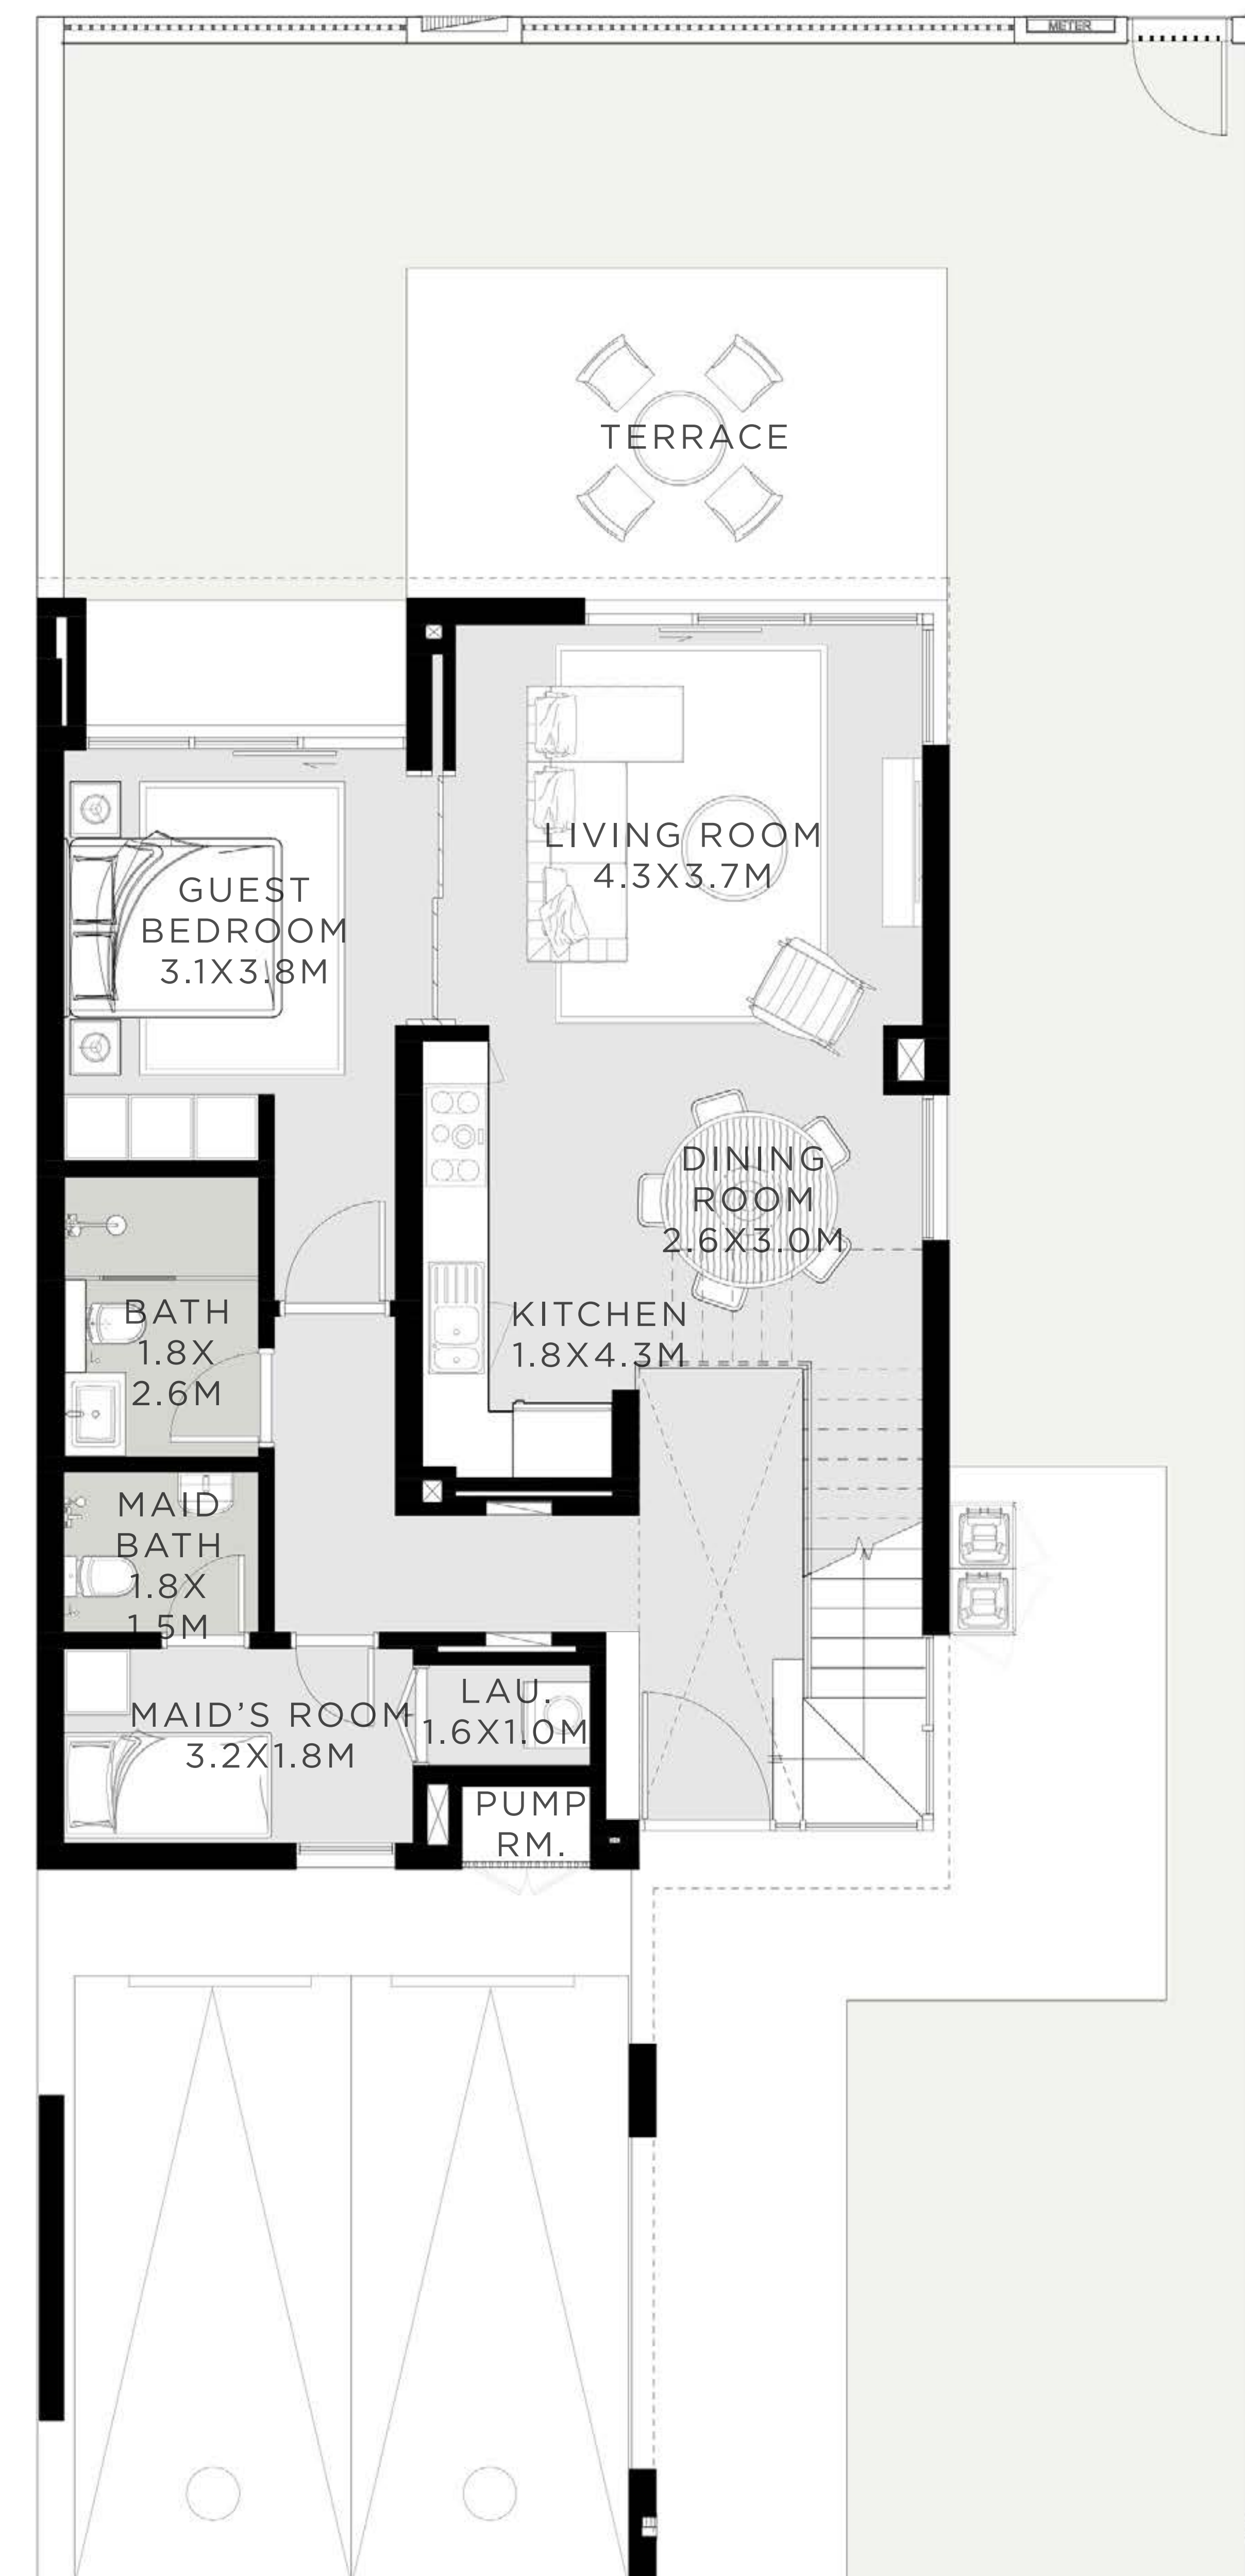 METER
TERRACE
LIVING ROOM
4.3X3.7M
GUEST
BEDROOM
3.1X3.8M
DINING
ROOM
2.6X3.0M
BATH
1.8X
2.6M
KITCHEN
1.8X4.3M
MAID
BATH
1.8X
1.5M
MAID'S ROOM
3.2X1.8M
LAU.
1.6X1.0M
PUMP
RM.